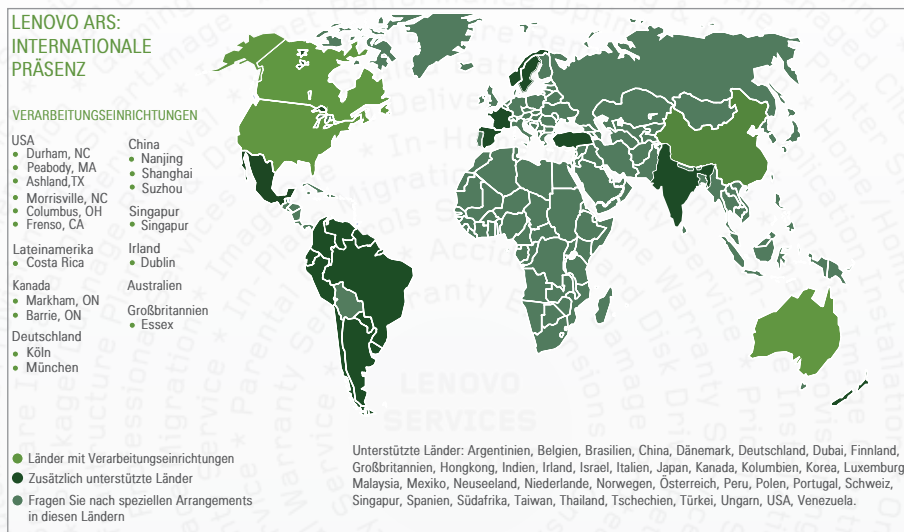 LENOVO ARS:
INTERNATIONALE
PRÄSENZ
VERARBEITUNGSEINRICHTUNGEN
USA
• Durham, NC
• Peabody, MA
• Ashland,TX
• Morrisville, NC
• Columbus, OH
• Frenso, CA
Lateinamerika
• Costa Rica
Kanada
• Markham, ON
• Barrie, ON
Deutschland
• Köln
• München
China
• Nanjing
• Shanghai
• Suzhou
Singapur
• Singapur
Irland
• Dublin
Australien
Großbritannien
• Essex
LENOVO
SERVICES
Länder mit Verarbeitungseinrichtungen
Zusätzlich unterstützte Länder
Fragen Sie nach speziellen Arrangements
in diesen Ländern
Unterstützte Länder: Argentinien, Belgien, Brasilien, China, Dänemark, Deutschland, Dubai, Finnland,
Großbritannien, Hongkong, Indien, Irland, Israel, Italien, Japan, Kanada, Kolumbien, Korea, Luxemburg,
Malaysia, Mexiko, Neuseeland, Niederlande, Norwegen, Österreich, Peru, Polen, Portugal, Schweiz,
Singapur, Spanien, Südafrika, Taiwan, Thailand, Tschechien, Türkei, Ungarn, USA, Venezuela.